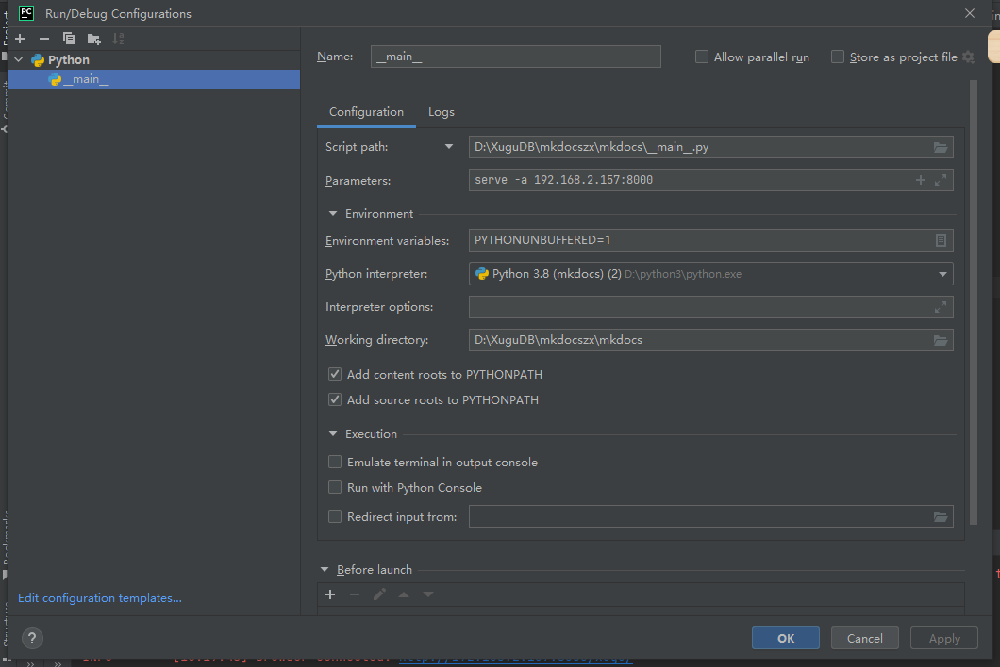 PC Run/Debug Configurations
Python
__main__
Name: __main__
Allow parallel run
Store as project file
Configuration
Logs
Script path: D:\XuguDB\mkdocszx\mkdocs\__main__.py
Parameters: serve -a 192.168.2.157:8000
Environment
Environment variables: PYTHONUNBUFFERED=1
Python interpreter: Python 3.8 (mkdocs) (2) D:\python3\python.exe
Interpreter options:
Working directory: D:\XuguDB\mkdocszx\mkdocs
Add content roots to PYTHONPATH
Add source roots to PYTHONPATH
Execution
Emulate terminal in output console
Run with Python Console
Redirect input from:
Before launch
Edit configuration templates...
?
OK
Cancel
Apply